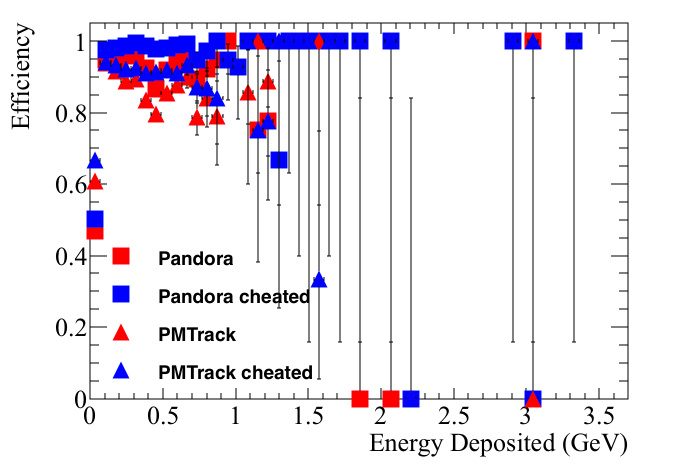 Efficiency
1
0.8
0.6
0.4
0.2
0
Pandora
Pandora cheated
PMTrack
PMTrack cheated
0 0.5 1 1.5 2 2.5 3 3.5
Energy Deposited (GeV)